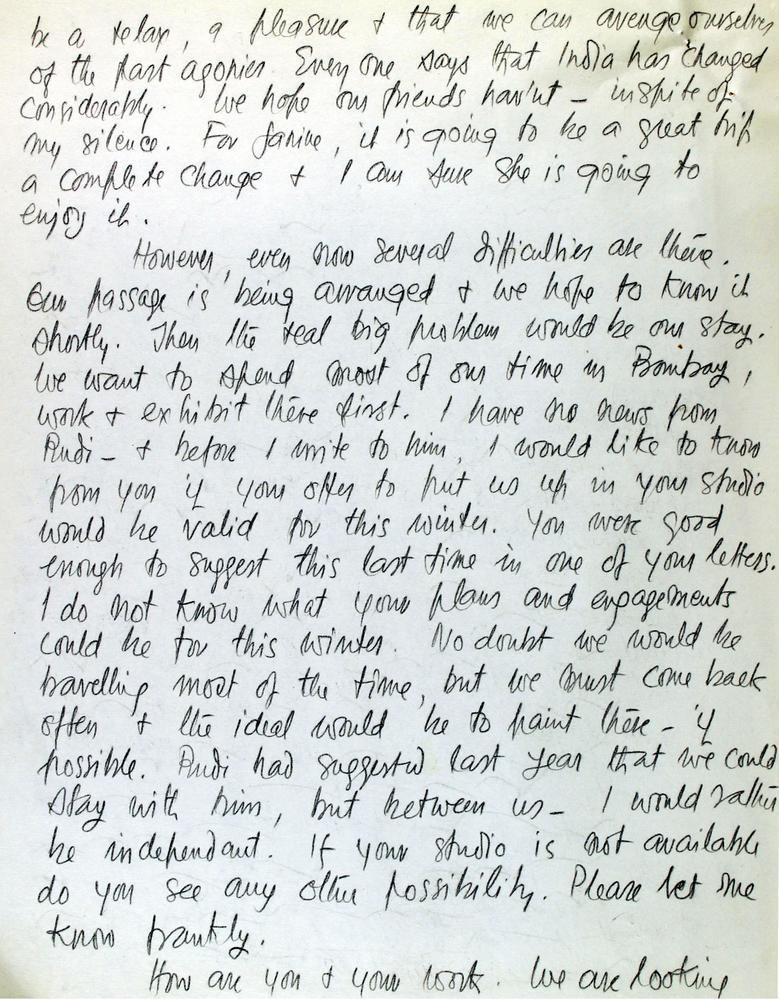 be a relax, a pleasure & that we can avenge ourselves
of the past agonies. Every one says that India has changed
considerably. We hope our friends hav'nt – inspite of
my silence. For Janine, it is going to be a great trip
a complete change & I am sure she is going to
enjoy it.
However, even now several difficulties are there.
Our passage is being arranged & we hope to know it
shortly. Then the real big problem would be our stay.
We want to spend most of our time in Bombay,
work & exhibit there first. I have no news from
Rudi – & before I write to him, I would like to know
from you if your offer to put us up in your studio
would be valid for this winter. You were good
enough to suggest this last time in one of your letters.
I do not know what your plans and engagements
could be for this winter. No doubt we would be
travelling most of the time, but we must come back
often & the ideal would be to paint there – if
possible. Rudi had suggested last year that we could
stay with him, but between us – I would rather
be independant. If your studio is not available
do you see any other possibility. Please let me
know frankly.
How are you & your work. We are looking